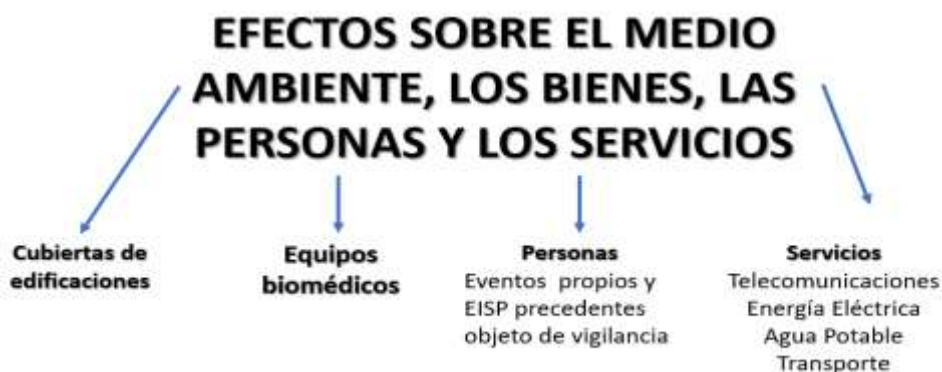 EFECTOS SOBRE EL MEDIO
AMBIENTE, LOS BIENES, LAS
PERSONAS Y LOS SERVICIOS
Cubiertas de
edificaciones
Equipos
biomédicos
Personas
Eventos propios y
EISP precedentes
objeto de vigilancia
Servicios
Telecomunicaciones
Energía Eléctrica
Agua Potable
Transporte